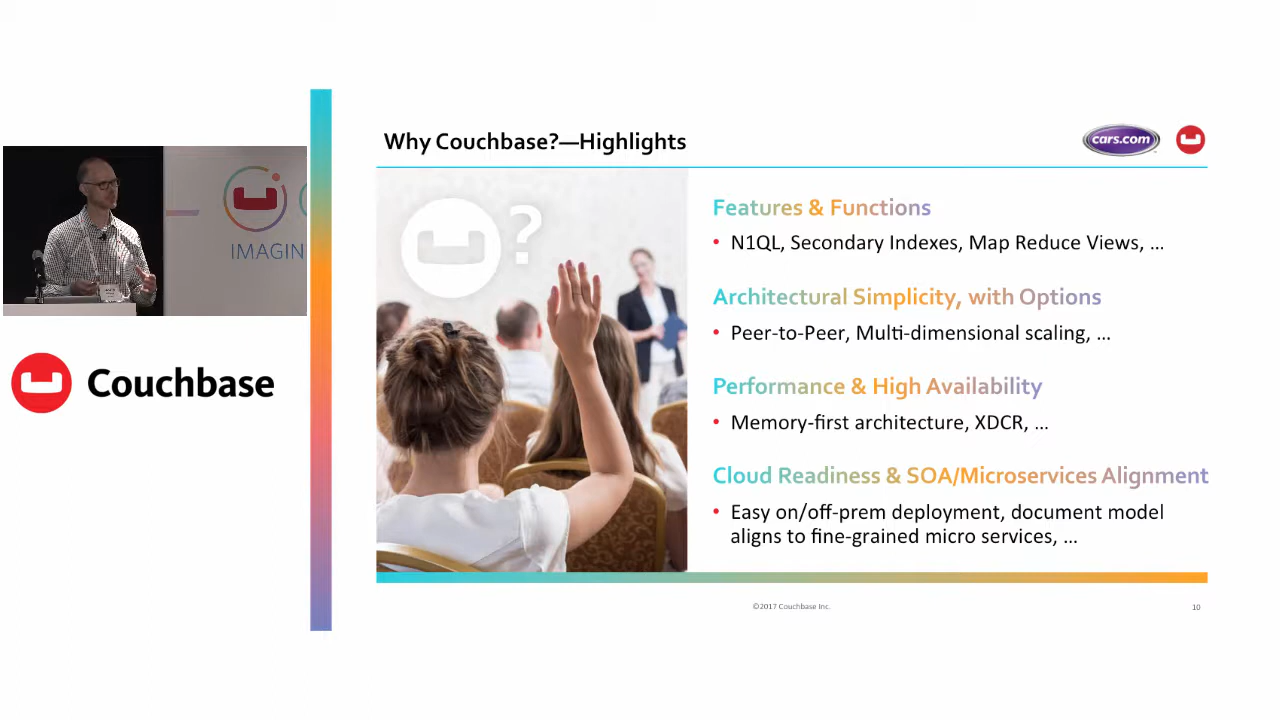 Why Couchbase?—Highlights
cars.com
IMAGIN
Couchbase
?
Features & Functions
• N1QL, Secondary Indexes, Map Reduce Views, ...
Architectural Simplicity, with Options
• Peer-to-Peer, Multi-dimensional scaling, ...
Performance & High Availability
• Memory-first architecture, XDCR, ...
Cloud Readiness & SOA/Microservices Alignment
• Easy on/off-prem deployment, document model
aligns to fine-grained micro services, ...
©2017 Couchbase Inc.
10